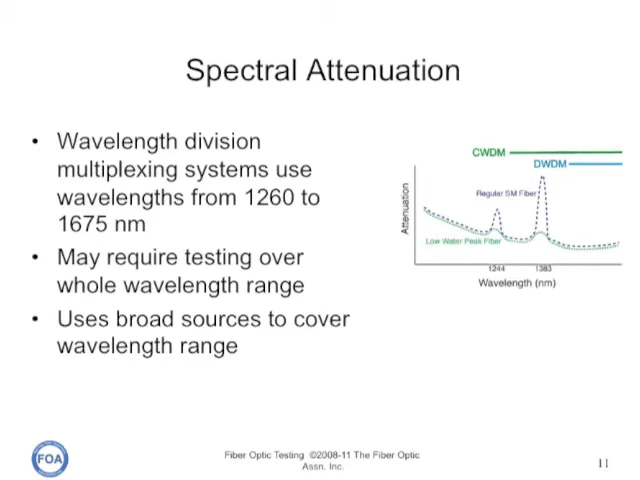 Spectral Attenuation
• Wavelength division
multiplexing systems use
wavelengths from 1260 to
1675 nm
• May require testing over
whole wavelength range
• Uses broad sources to cover
wavelength range
CWDM
DWDM
Regular SM Fiber
Attenuation
Low Water Peak Fiber
1244 1383
Wavelength (nm)
FOA
Fiber Optic Testing ©2008-11 The Fiber Optic
Assn. Inc.
11